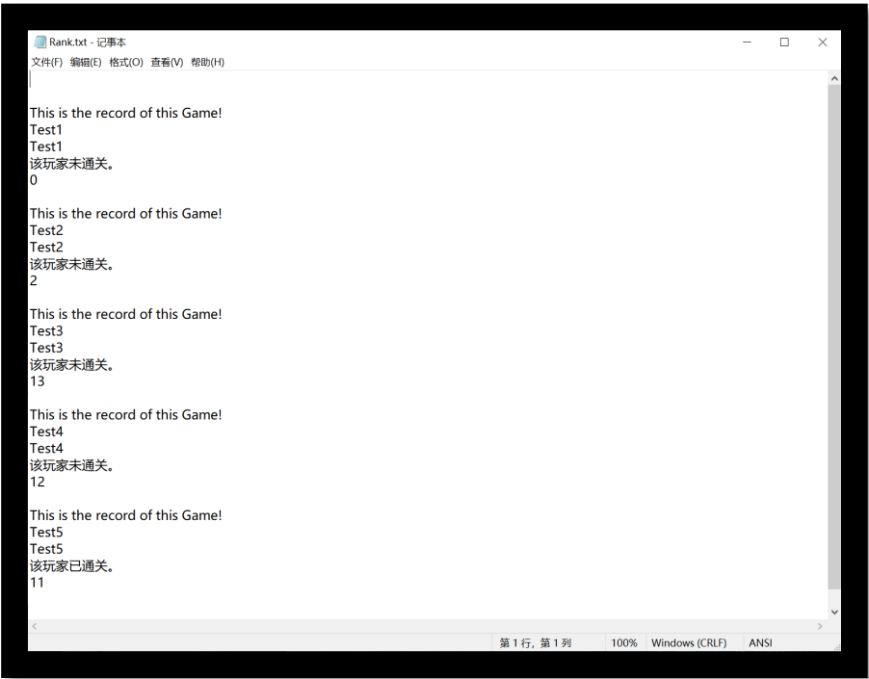 Rank.txt - 记事本
文件(F) 编辑(E) 格式(O) 查看(V) 帮助(H)
This is the record of this Game!
Test1
Test1
该玩家未通关。
0
This is the record of this Game!
Test2
Test2
该玩家未通关。
2
This is the record of this Game!
Test3
Test3
该玩家未通关。
13
This is the record of this Game!
Test4
Test4
该玩家未通关。
12
This is the record of this Game!
Test5
Test5
该玩家已通关。
11
第 1 行，第 1 列 100% Windows (CRLF) ANSI